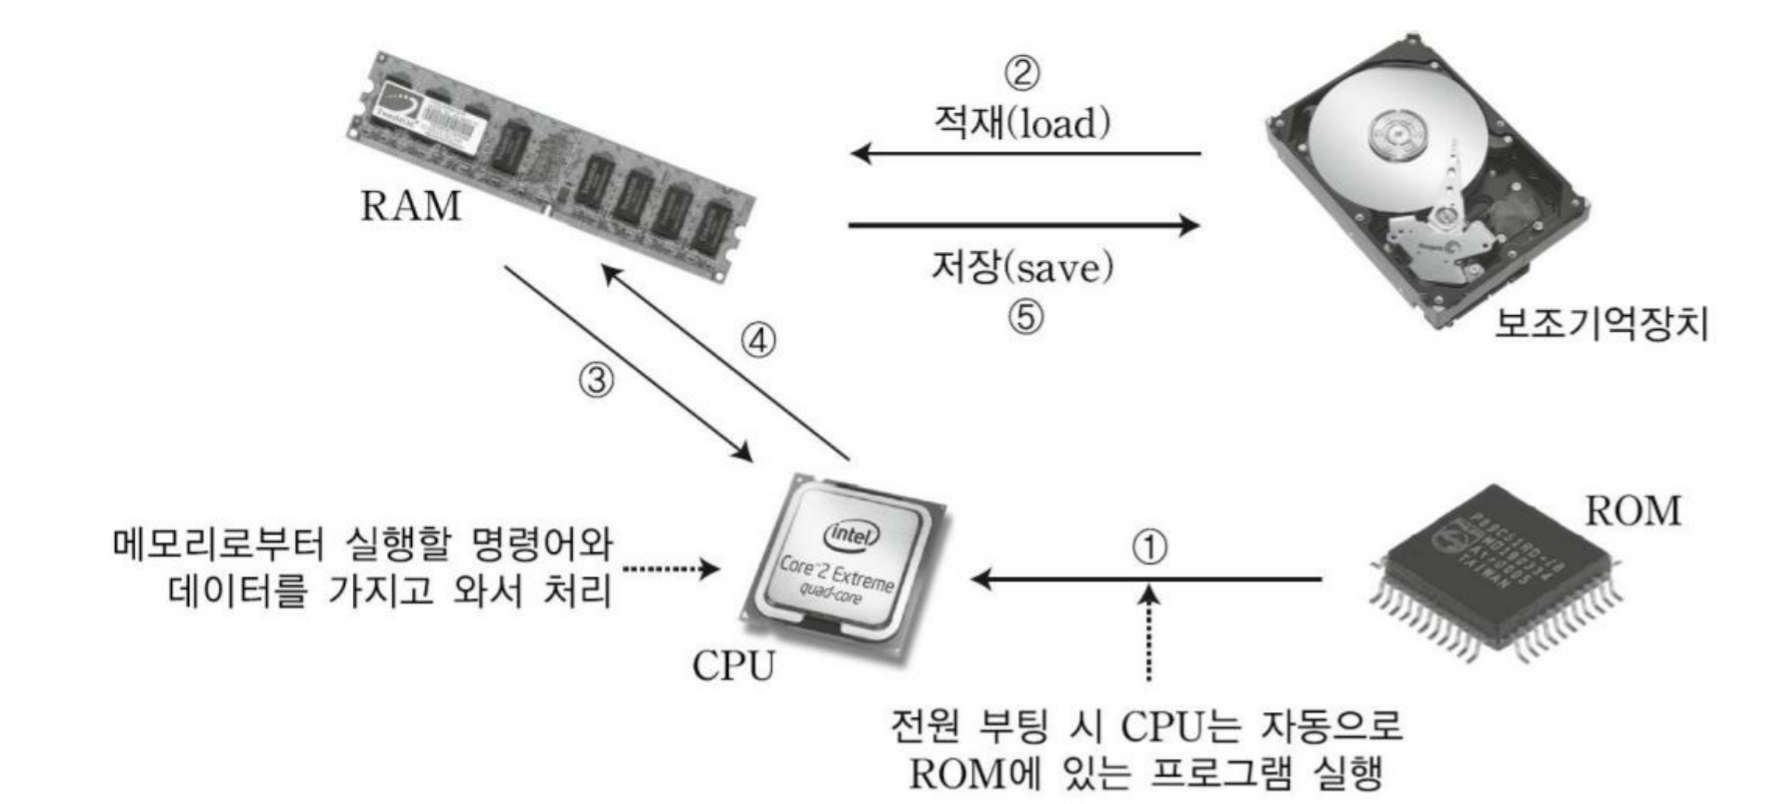 ②
적재(load)
RAM
저장(save)
⑤
보조기억장치
④
③
ROM
①
메모리로부터 실행할 명령어와
데이터를 가지고 와서 처리
intel
Core 2 Extreme
quad-core
CPU
TAIWAN
전원 부팅 시 CPU는 자동으로
ROM에 있는 프로그램 실행